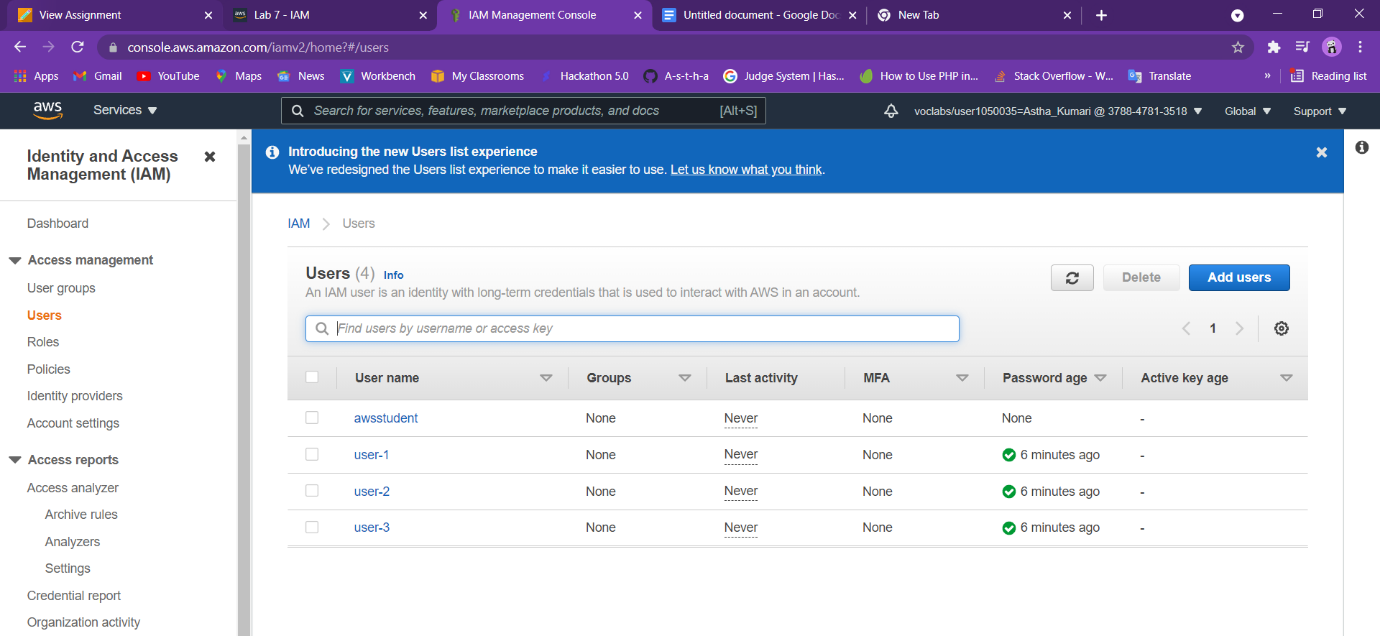 View Assignment
Lab 7 - IAM
IAM Management Console
Untitled document - Google Doc
New Tab
console.aws.amazon.com/iamv2/home?#/users
Apps Gmail YouTube Maps News Workbench My Classrooms Hackathon 5.0 A-s-t-h-a Judge System | Has... How to Use PHP in... Stack Overflow - W... Translate » Reading list
aws Services Search for services, features, marketplace products, and docs [Alt+S] voclabs/user1050035=Astha_Kumari @ 3788-4781-3518 Global Support
Identity and Access
Management (IAM)
Dashboard
Access management
User groups
Users
Roles
Policies
Identity providers
Account settings
Access reports
Access analyzer
Archive rules
Analyzers
Settings
Credential report
Organization activity
Introducing the new Users list experience
We've redesigned the Users list experience to make it easier to use. Let us know what you think.
IAM Users
Users (4) Info
An IAM user is an identity with long-term credentials that is used to interact with AWS in an account.
Delete Add users
Find users by username or access key
1
User name Groups Last activity MFA Password age Active key age
awsstudent None Never None None -
user-1 None Never None 6 minutes ago -
user-2 None Never None 6 minutes ago -
user-3 None Never None 6 minutes ago -